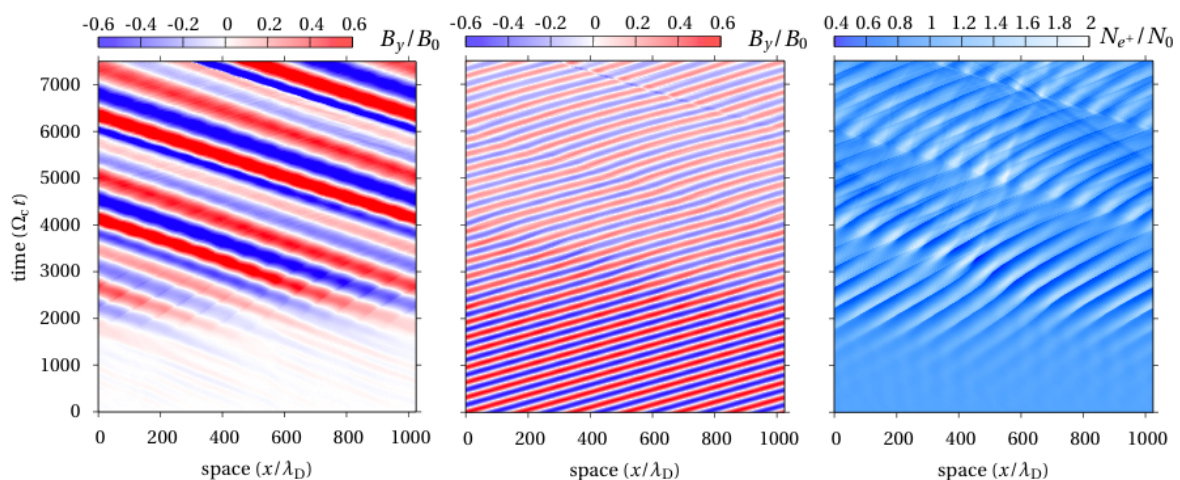 -0.6 -0.4 -0.2 0 0.2 0.4 0.6 B_y/B_0
-0.6 -0.4 -0.2 0 0.2 0.4 0.6 B_y/B_0
0.4 0.6 0.8 1 1.2 1.4 1.6 1.8 2 N_{e+}/N_0
7000
6000
5000
4000
3000
2000
1000
0
time (Ω_c t)
0 200 400 600 800 1000
0 200 400 600 800 1000
0 200 400 600 800 1000
space (x/λ_D)
space (x/λ_D)
space (x/λ_D)